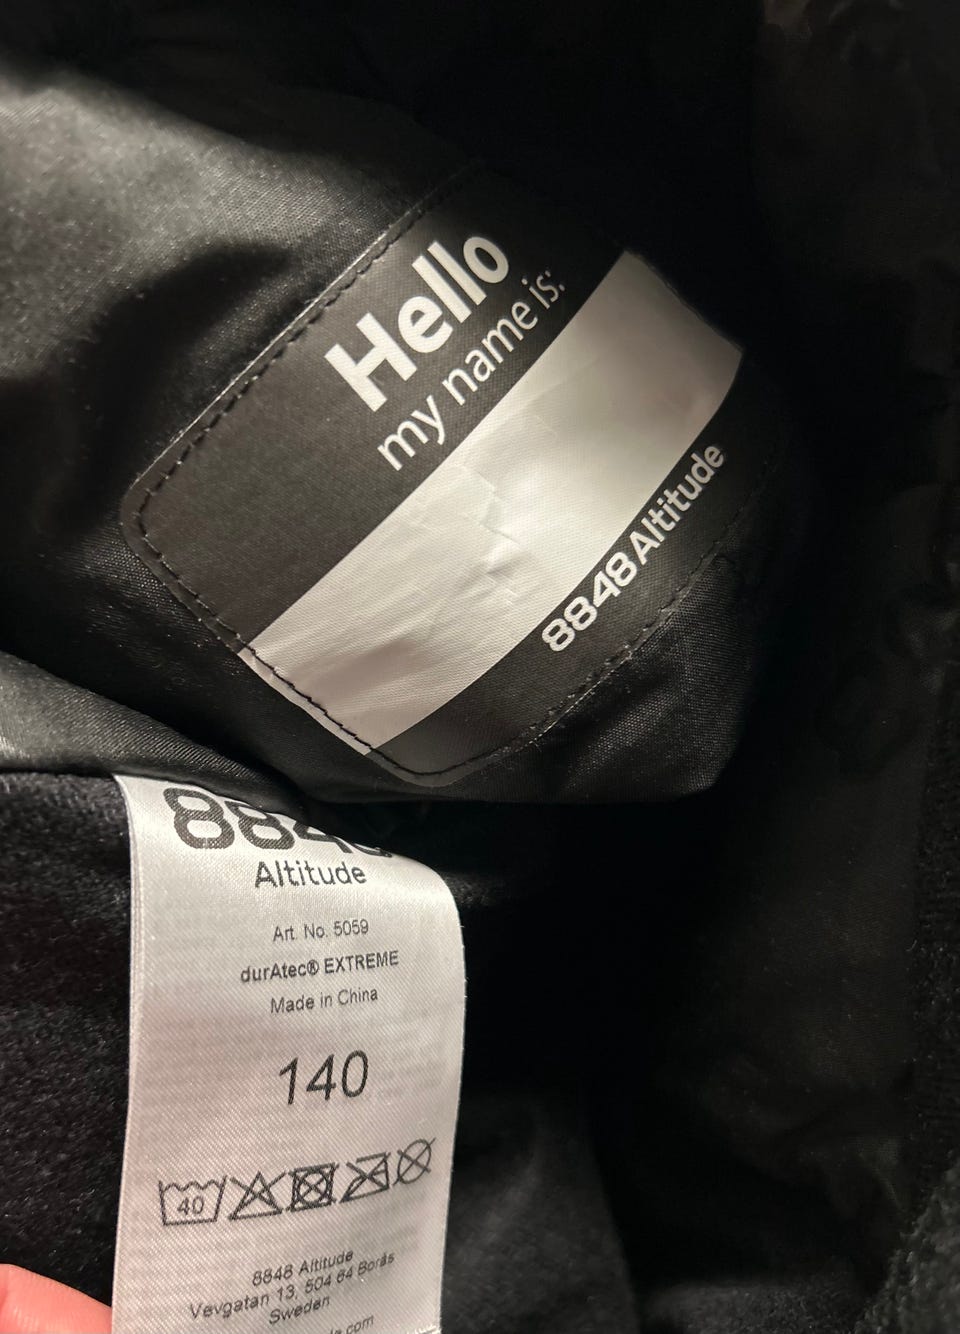 Hello
my name is:
8848 Altitude
8848
Altitude
Art. No. 5059
durAtec® EXTREME
Made in China
140
40
8848 Altitude
Vevgatan 13, 504 64 Borås
Sweden